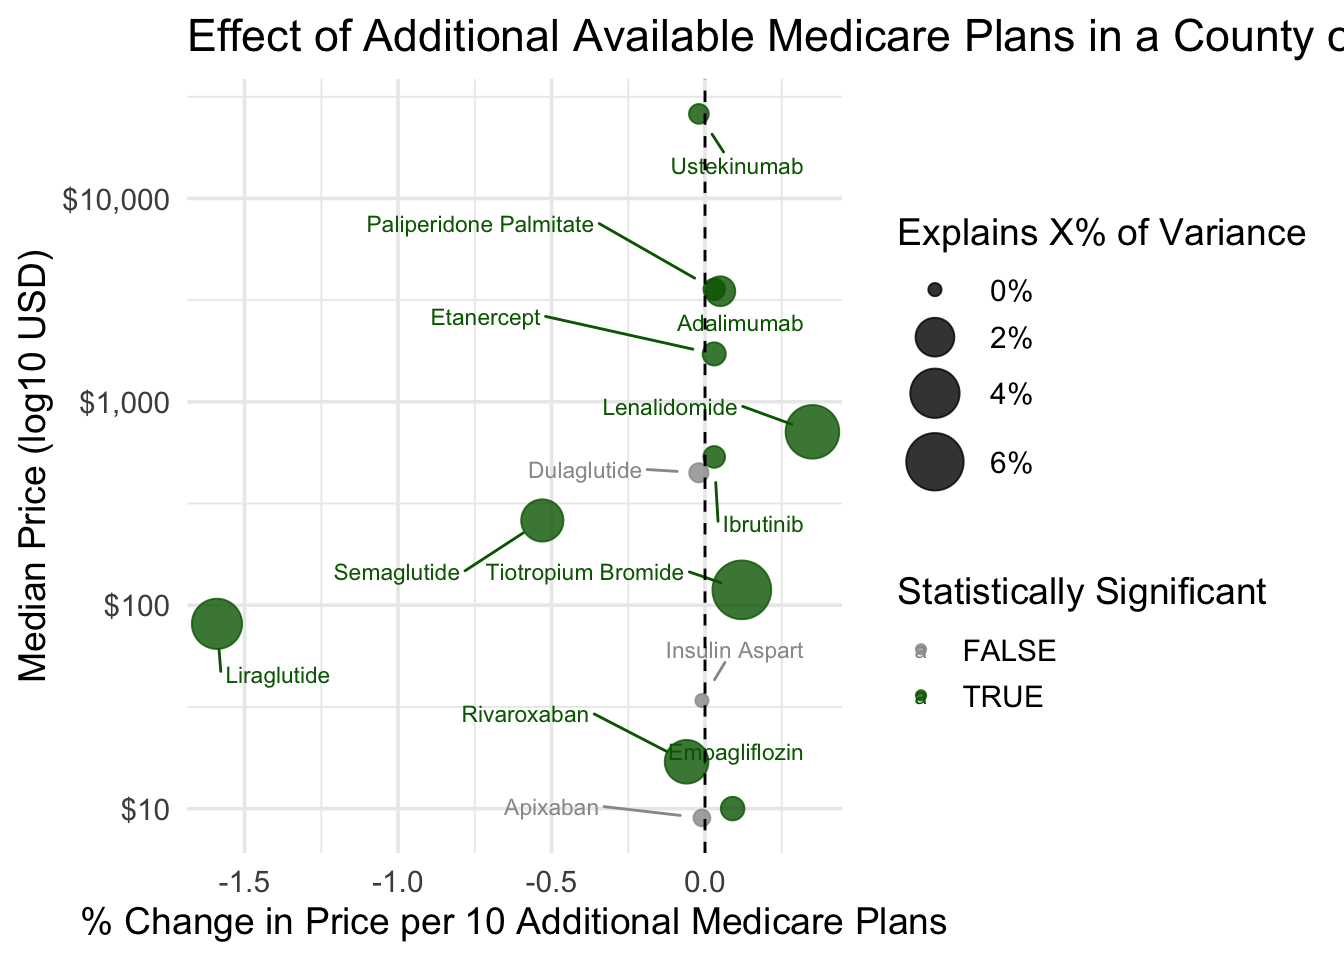 Effect of Additional Available Medicare Plans in a County
Ustekinumab
$10,000
Paliperidone Palmitate
Explains X% of Variance
0%
Etanercept
Adalimumab
2%
4%
$1,000
Lenalidomide
6%
Dulaglutide
Ibrutinib
Semaglutide
Tiotropium Bromide
$100
Statistically Significant
Insulin Aspart
a FALSE
Liraglutide
a TRUE
Rivaroxaban
Empagliflozin
$10
Apixaban
Median Price (log10 USD)
-1.5
-1.0
-0.5
0.0
% Change in Price per 10 Additional Medicare Plans